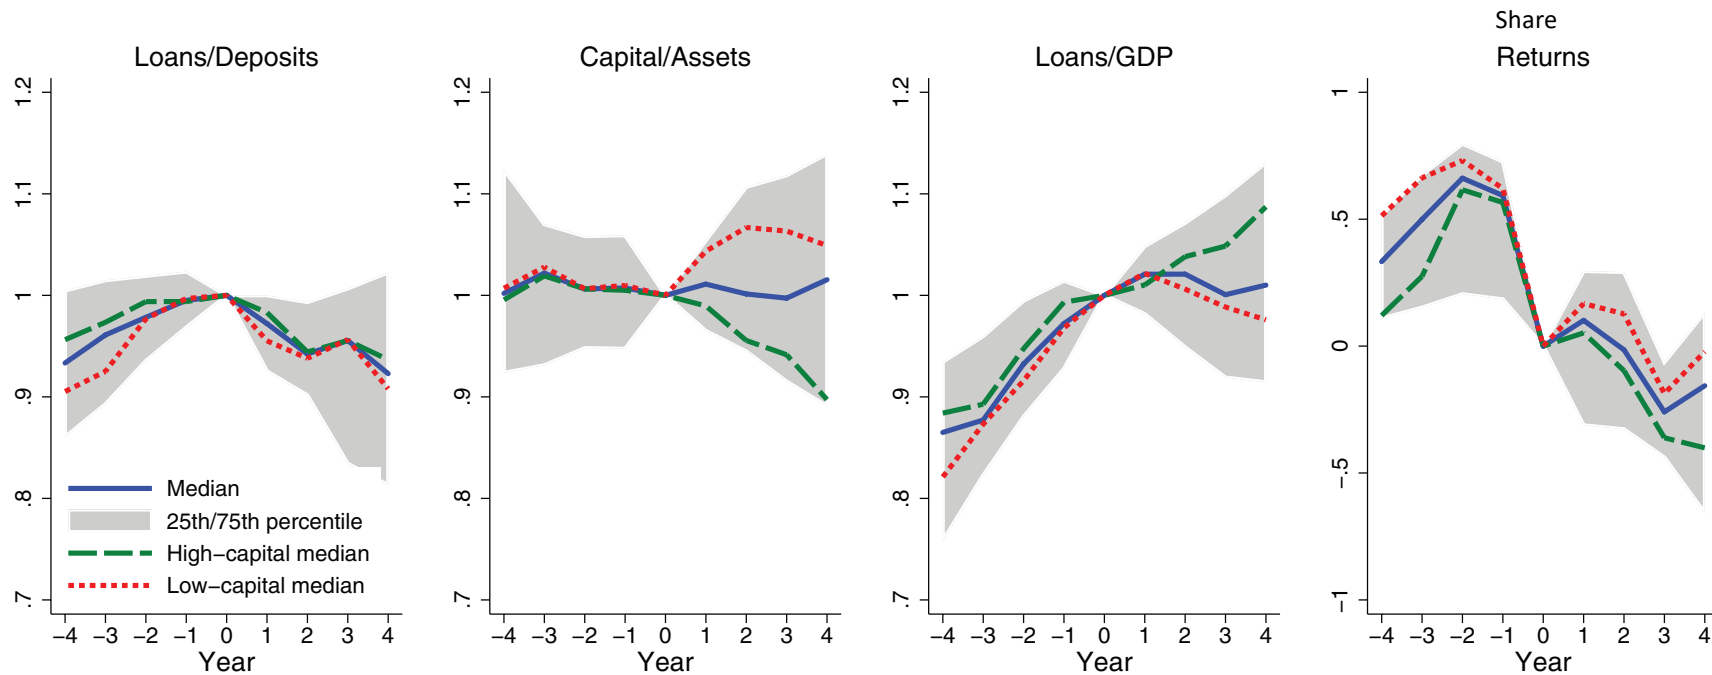 Share
Loans/Deposits
Capital/Assets
Loans/GDP
Returns
1.2
1.1
1
.9
.8
.7
Median
25th/75th percentile
High−capital median
Low−capital median
−4 −3 −2 −1 0 1 2 3 4
Year
1.2
1.1
1
.9
.8
.7
−4 −3 −2 −1 0 1 2 3 4
Year
1.2
1.1
1
.9
.8
.7
−4 −3 −2 −1 0 1 2 3 4
Year
1
.5
0
−.5
−1
−4 −3 −2 −1 0 1 2 3 4
Year